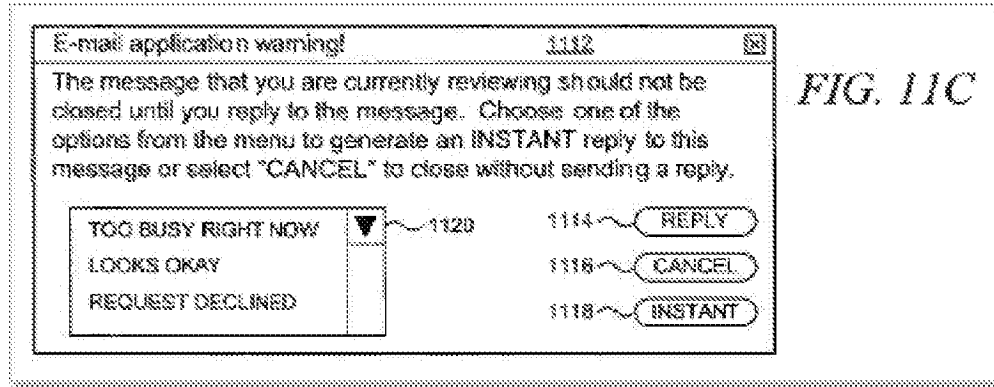 E-mail application warning! 1112
FIG. 11C
The message that you are currently reviewing should not be
closed until you reply to the message. Choose one of the
options from the menu to generate an INSTANT reply to this
message or select "CANCEL" to close without sending a reply.
TOO BUSY RIGHT NOW 1120 1114 REPLY
LOOKS OKAY 1116 CANCEL
REQUEST DECLINED 1118 INSTANT